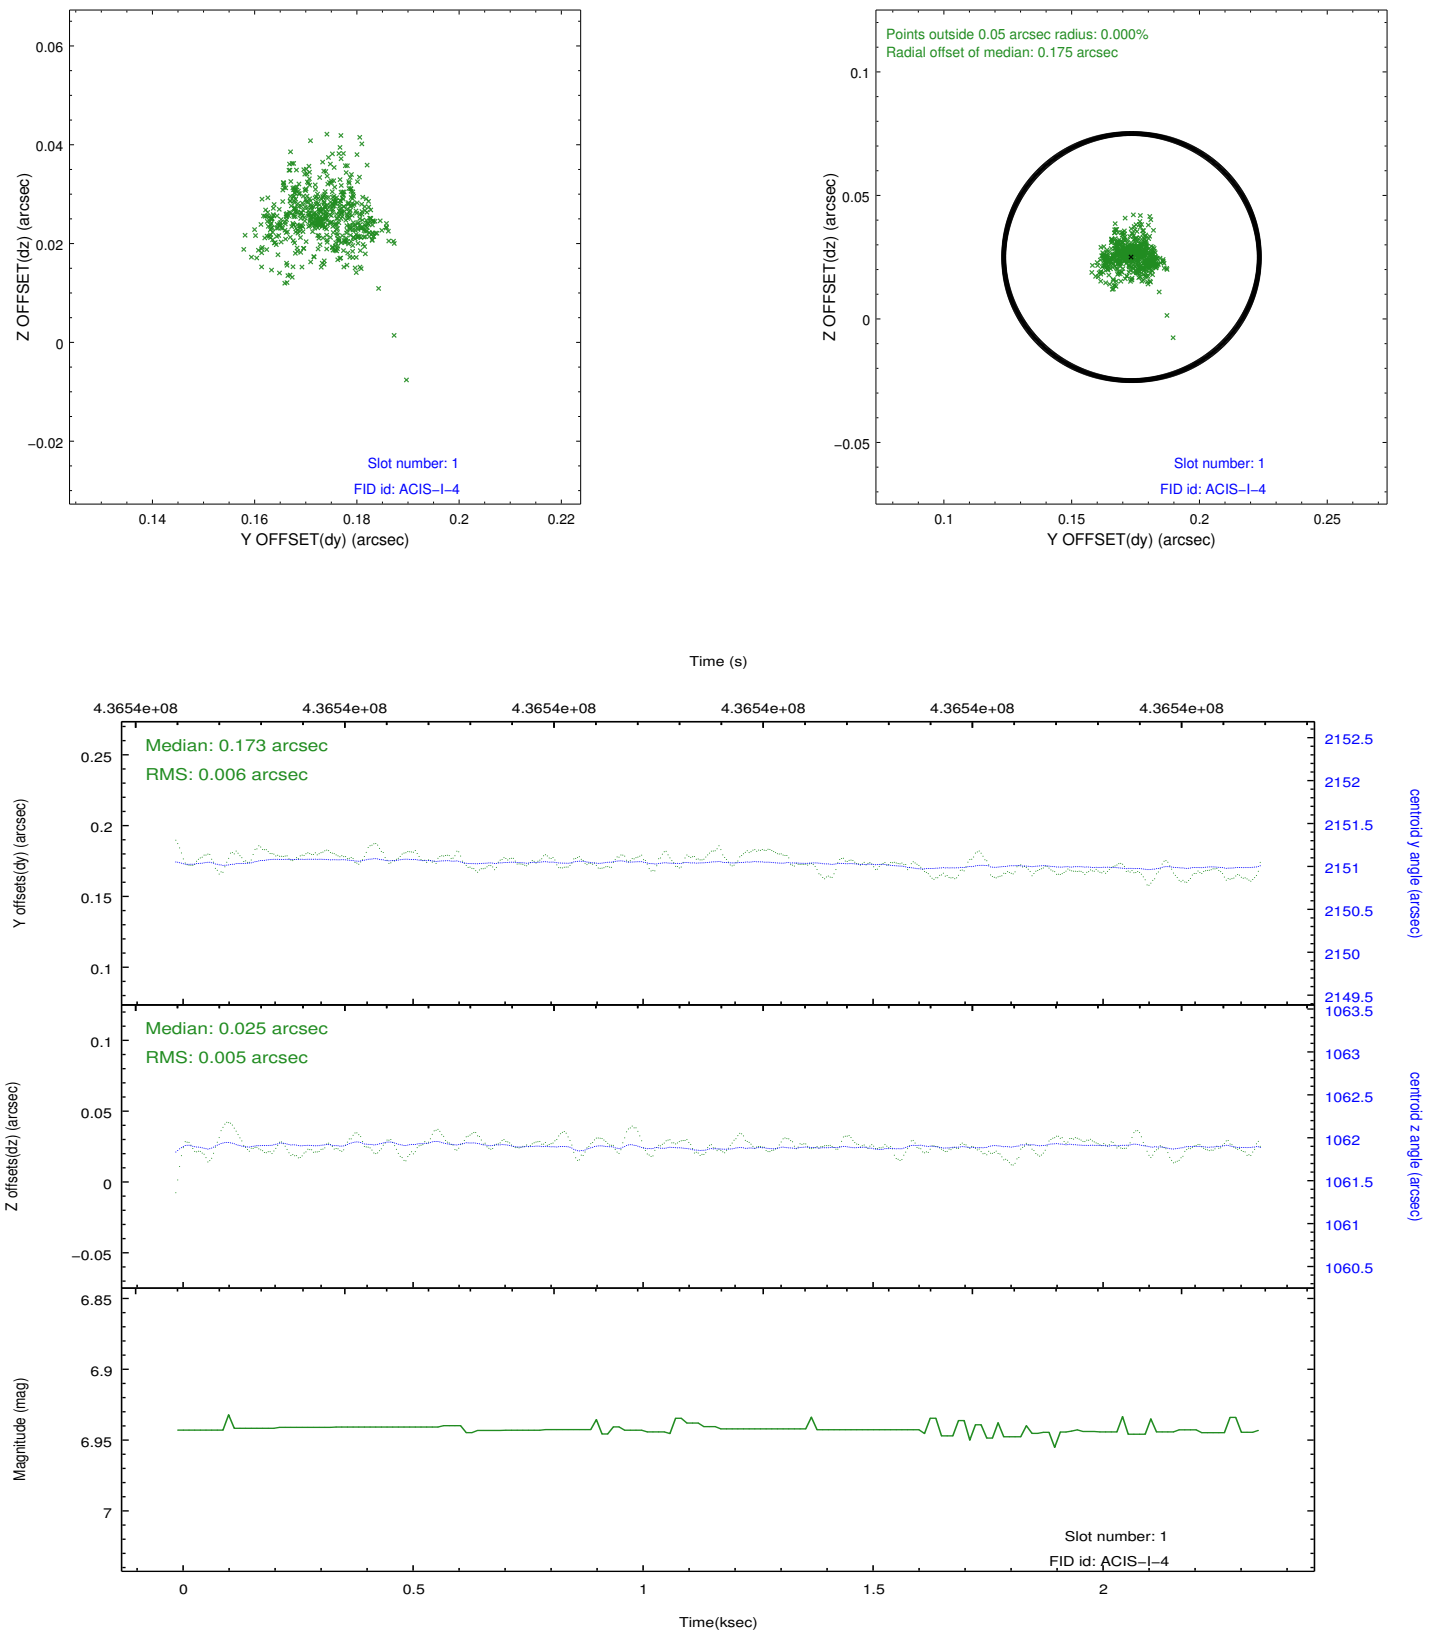 0.06
0.04
0.02
0
−0.02
Z OFFSET(dz) (arcsec)
Slot number: 1
FID id: ACIS−I−4
0.14
0.16
0.18
0.2
0.22
Y OFFSET(dy) (arcsec)
Points outside 0.05 arcsec radius: 0.000%
Radial offset of median: 0.175 arcsec
0.1
0.05
0
−0.05
Z OFFSET(dz) (arcsec)
Slot number: 1
FID id: ACIS−I−4
0.1
0.15
0.2
0.25
Y OFFSET(dy) (arcsec)
Time (s)
4.3654e+08
4.3654e+08
4.3654e+08
4.3654e+08
4.3654e+08
4.3654e+08
Median: 0.173 arcsec
RMS: 0.006 arcsec
0.25
0.2
0.15
0.1
Y offsets(dy) (arcsec)
2152.5
2152
2151.5
2151
2150.5
2150
2149.5
centroid y angle (arcsec)
Median: 0.025 arcsec
RMS: 0.005 arcsec
0.1
0.05
0
−0.05
Z offsets(dz) (arcsec)
1063.5
1063
1062.5
1062
1061.5
1061
1060.5
centroid z angle (arcsec)
6.85
6.9
6.95
7
Magnitude (mag)
Slot number: 1
FID id: ACIS−I−4
0
0.5
1
1.5
2
Time(ksec)